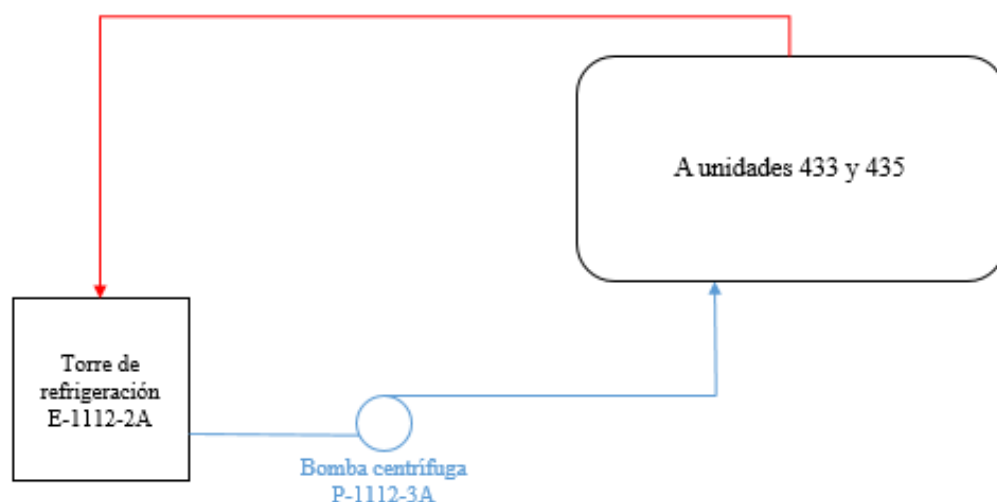 A unidades 433 y 435
Torre de
refrigeración
E-1112-2A
Bomba centrífuga
P-1112-3A